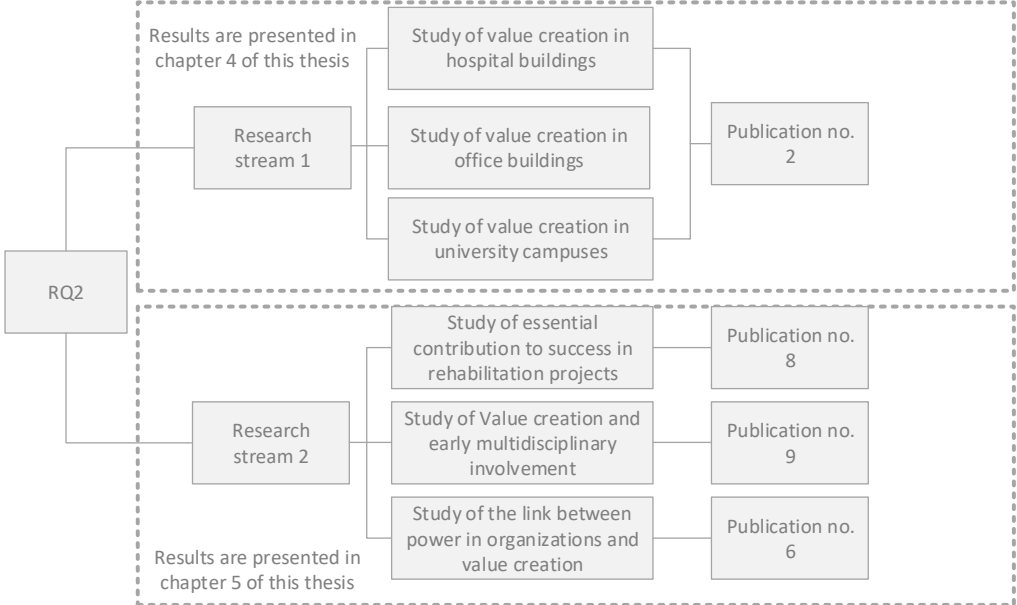 Results are presented in
chapter 4 of this thesis
Study of value creation in
hospital buildings
Research
stream 1
Study of value creation in
office buildings
Publication no.
2
Study of value creation in
university campuses
RQ2
Study of essential
contribution to success in
rehabilitation projects
Publication no.
8
Research
stream 2
Study of Value creation and
early multidisciplinary
involvement
Publication no.
9
Study of the link between
power in organizations and
value creation
Publication no.
6
Results are presented in
chapter 5 of this thesis